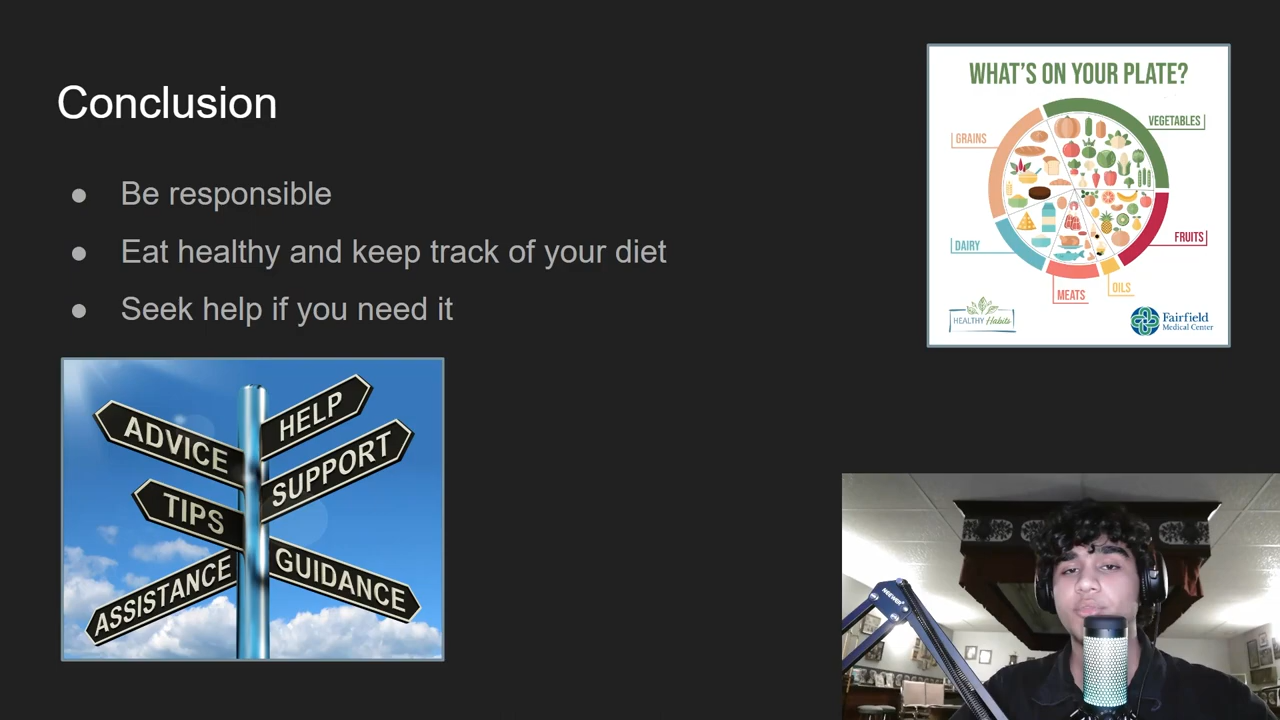 Conclusion
● Be responsible
● Eat healthy and keep track of your diet
● Seek help if you need it
WHAT'S ON YOUR PLATE?
GRAINS
VEGETABLES
DAIRY
FRUITS
MEATS
OILS
HEALTHY Habits
Fairfield
Medical Center
ADVICE
HELP
SUPPORT
TIPS
GUIDANCE
ASSISTANCE
NEEWER